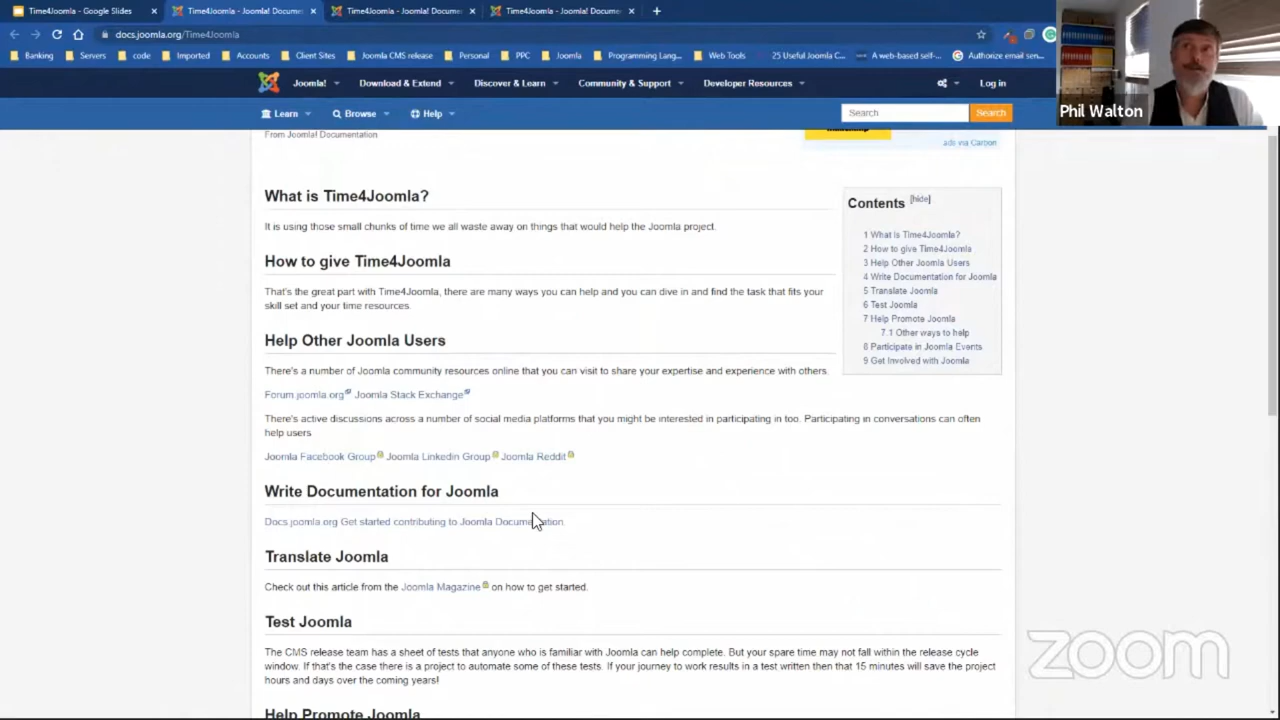 Time4Joomla - Google Slides
Time4Joomla - Joomla! Docume
Time4Joomla - Joomla! Docume
Time4Joomla - Joomla! Docume
docs.joomla.org/Time4Joomla
Banking Servers code Imported Accounts Client Sites Joomla CMS release Personal PPC Joomla Programming Lang... Web Tools 25 Useful Joomla C... A web-based self-... Authorize email sen...
Joomla! Download & Extend Discover & Learn Community & Support Developer Resources Log in
Learn Browse Help Search Search
Phil Walton
From Joomla! Documentation
ads via Carbon
What is Time4Joomla?
It is using those small chunks of time we all waste away on things that would help the Joomla project.
How to give Time4Joomla
That's the great part with Time4Joomla, there are many ways you can help and you can dive in and find the task that fits your
skill set and your time resources.
Help Other Joomla Users
There's a number of Joomla community resources online that you can visit to share your expertise and experience with others.
Forum.joomla.org Joomla Stack Exchange
There's active discussions across a number of social media platforms that you might be interested in participating in too. Participating in conversations can often
help users
Joomla Facebook Group Joomla Linkedin Group Joomla Reddit
Write Documentation for Joomla
Docs.joomla.org Get started contributing to Joomla Documentation.
Translate Joomla
Check out this article from the Joomla Magazine on how to get started.
Test Joomla
The CMS release team has a sheet of tests that anyone who is familiar with Joomla can help complete. But your spare time may not fall within the release cycle
window. If that's the case there is a project to automate some of these tests. If your journey to work results in a test written then that 15 minutes will save the project
hours and days over the coming years!
Help Promote Joomla
Contents [hide]
1 What is Time4Joomla?
2 How to give Time4Joomla
3 Help Other Joomla Users
4 Write Documentation for Joomla
5 Translate Joomla
6 Test Joomla
7 Help Promote Joomla
7.1 Other ways to help
8 Participate in Joomla Events
9 Get Involved with Joomla
zoom